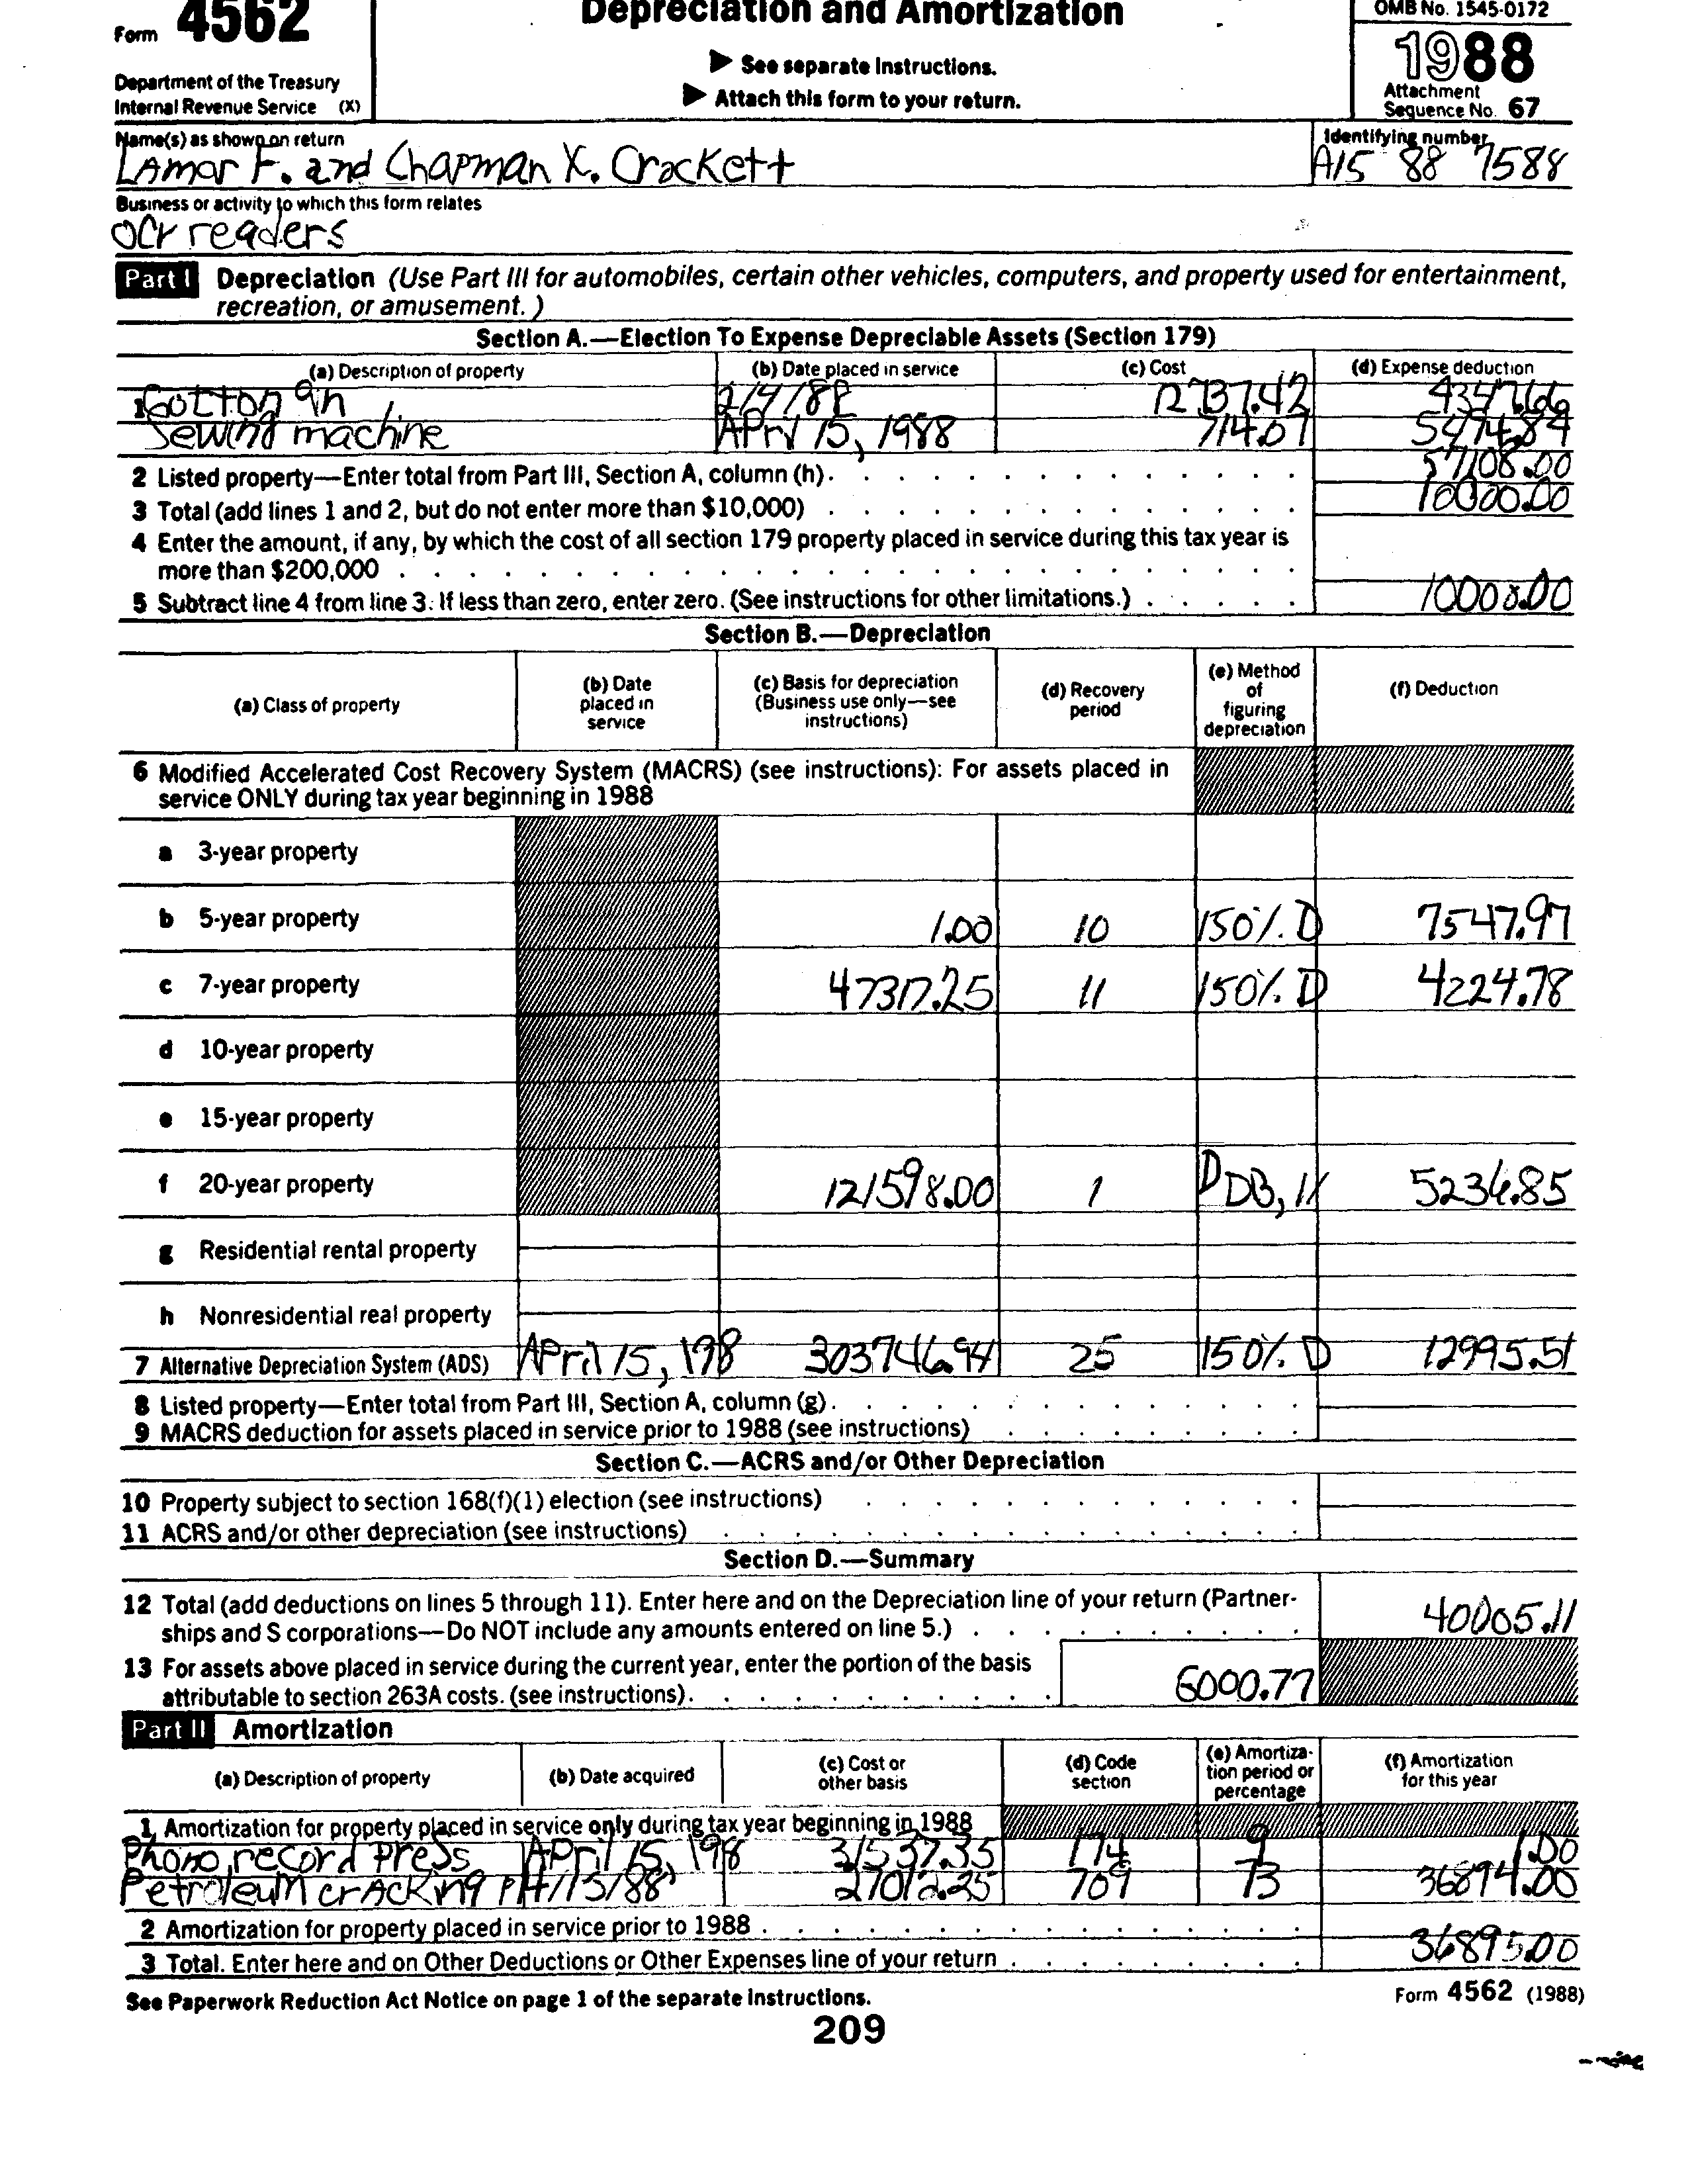 Form 4562
Depreciation and Amortization
OMB No. 1545-0172
1988
► See separate Instructions.
► Attach this form to your return.
Department of the Treasury
Internal Revenue Service (X)
Attachment
Sequence No. 67
Name(s) as shown on return
Identifying number
LAmar F. and Chapman X. Crockett
A15 88 7588
Business or activity to which this form relates
ocr readers
Part I Depreciation (Use Part III for automobiles, certain other vehicles, computers, and property used for entertainment,
recreation, or amusement. )
Section A.—Election To Expense Depreciable Assets (Section 179)
(a) Description of property (b) Date placed in service (c) Cost (d) Expense deduction
1 Cotton gin 2/4/88
Sewing machine April 15, 1988 714.07 5974.84
2 Listed property—Enter total from Part III, Section A, column (h). 57108.00
3 Total (add lines 1 and 2, but do not enter more than $10,000) 10000.00
4 Enter the amount, if any, by which the cost of all section 179 property placed in service during this tax year is
more than $200,000
5 Subtract line 4 from line 3. If less than zero, enter zero. (See instructions for other limitations.) 10000.00
Section B.—Depreciation
(a) Class of property (b) Date placed in service (c) Basis for depreciation (Business use only—see instructions) (d) Recovery period (e) Method of figuring depreciation (f) Deduction
6 Modified Accelerated Cost Recovery System (MACRS) (see instructions): For assets placed in
service ONLY during tax year beginning in 1988
a 3-year property
b 5-year property 1.00 10 150% D 7547.97
c 7-year property 47317.25 11 150% D 4224.78
d 10-year property
e 15-year property
f 20-year property 121598.00 1 DDB, 5236.85
g Residential rental property
h Nonresidential real property
7 Alternative Depreciation System (ADS) April 15, 198 303746.94 25 150% D 12995.51
8 Listed property—Enter total from Part III, Section A, column (g).
9 MACRS deduction for assets placed in service prior to 1988 (see instructions)
Section C.—ACRS and/or Other Depreciation
10 Property subject to section 168(f)(1) election (see instructions)
11 ACRS and/or other depreciation (see instructions)
Section D.—Summary
12 Total (add deductions on lines 5 through 11). Enter here and on the Depreciation line of your return (Partner-
ships and S corporations—Do NOT include any amounts entered on line 5.) 40005.11
13 For assets above placed in service during the current year, enter the portion of the basis
attributable to section 263A costs. (see instructions). 6000.77
Part II Amortization
(a) Description of property (b) Date acquired (c) Cost or other basis (d) Code section (e) Amortiza-tion period or percentage (f) Amortization for this year
1 Amortization for property placed in service only during tax year beginning in 1988
Phono record press April 15, 198 31537.35 174 9 1.00
Petroleum cracking pl 4/15/88 27012.25 709 73 36894.00
2 Amortization for property placed in service prior to 1988 .
3 Total. Enter here and on Other Deductions or Other Expenses line of your return 36895.00
See Paperwork Reduction Act Notice on page 1 of the separate Instructions.
Form 4562 (1988)
209